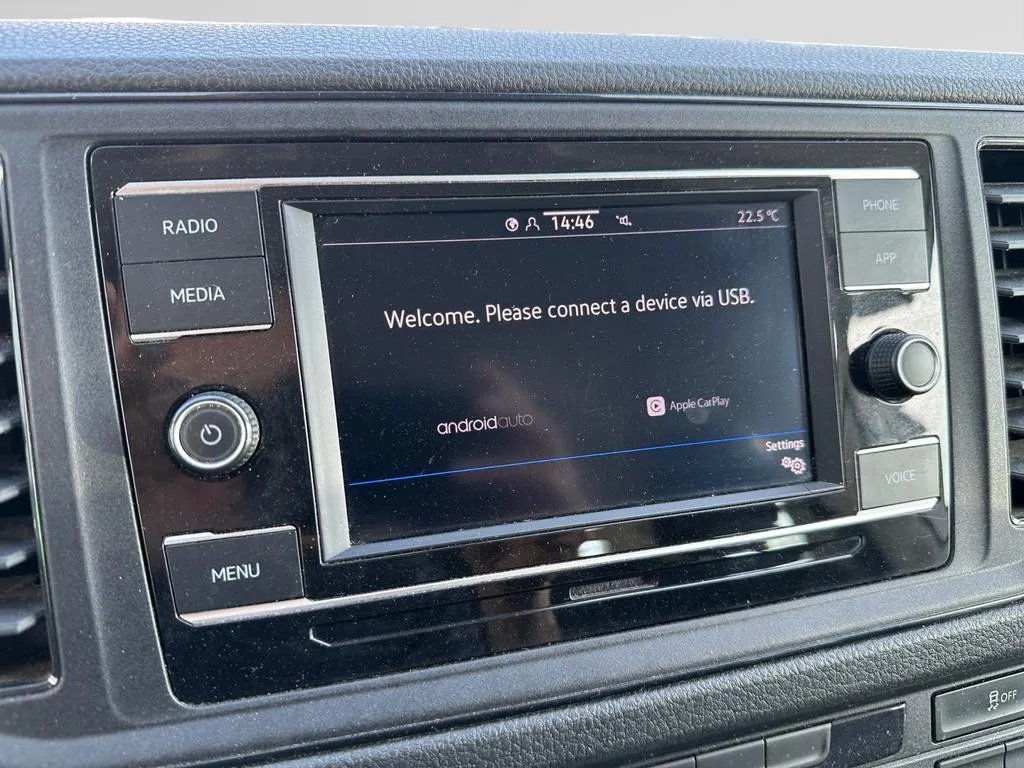 14:46
22.5 °C
RADIO
PHONE
MEDIA
APP
Welcome. Please connect a device via USB.
androidauto
Apple CarPlay
Settings
VOICE
MENU
OFF